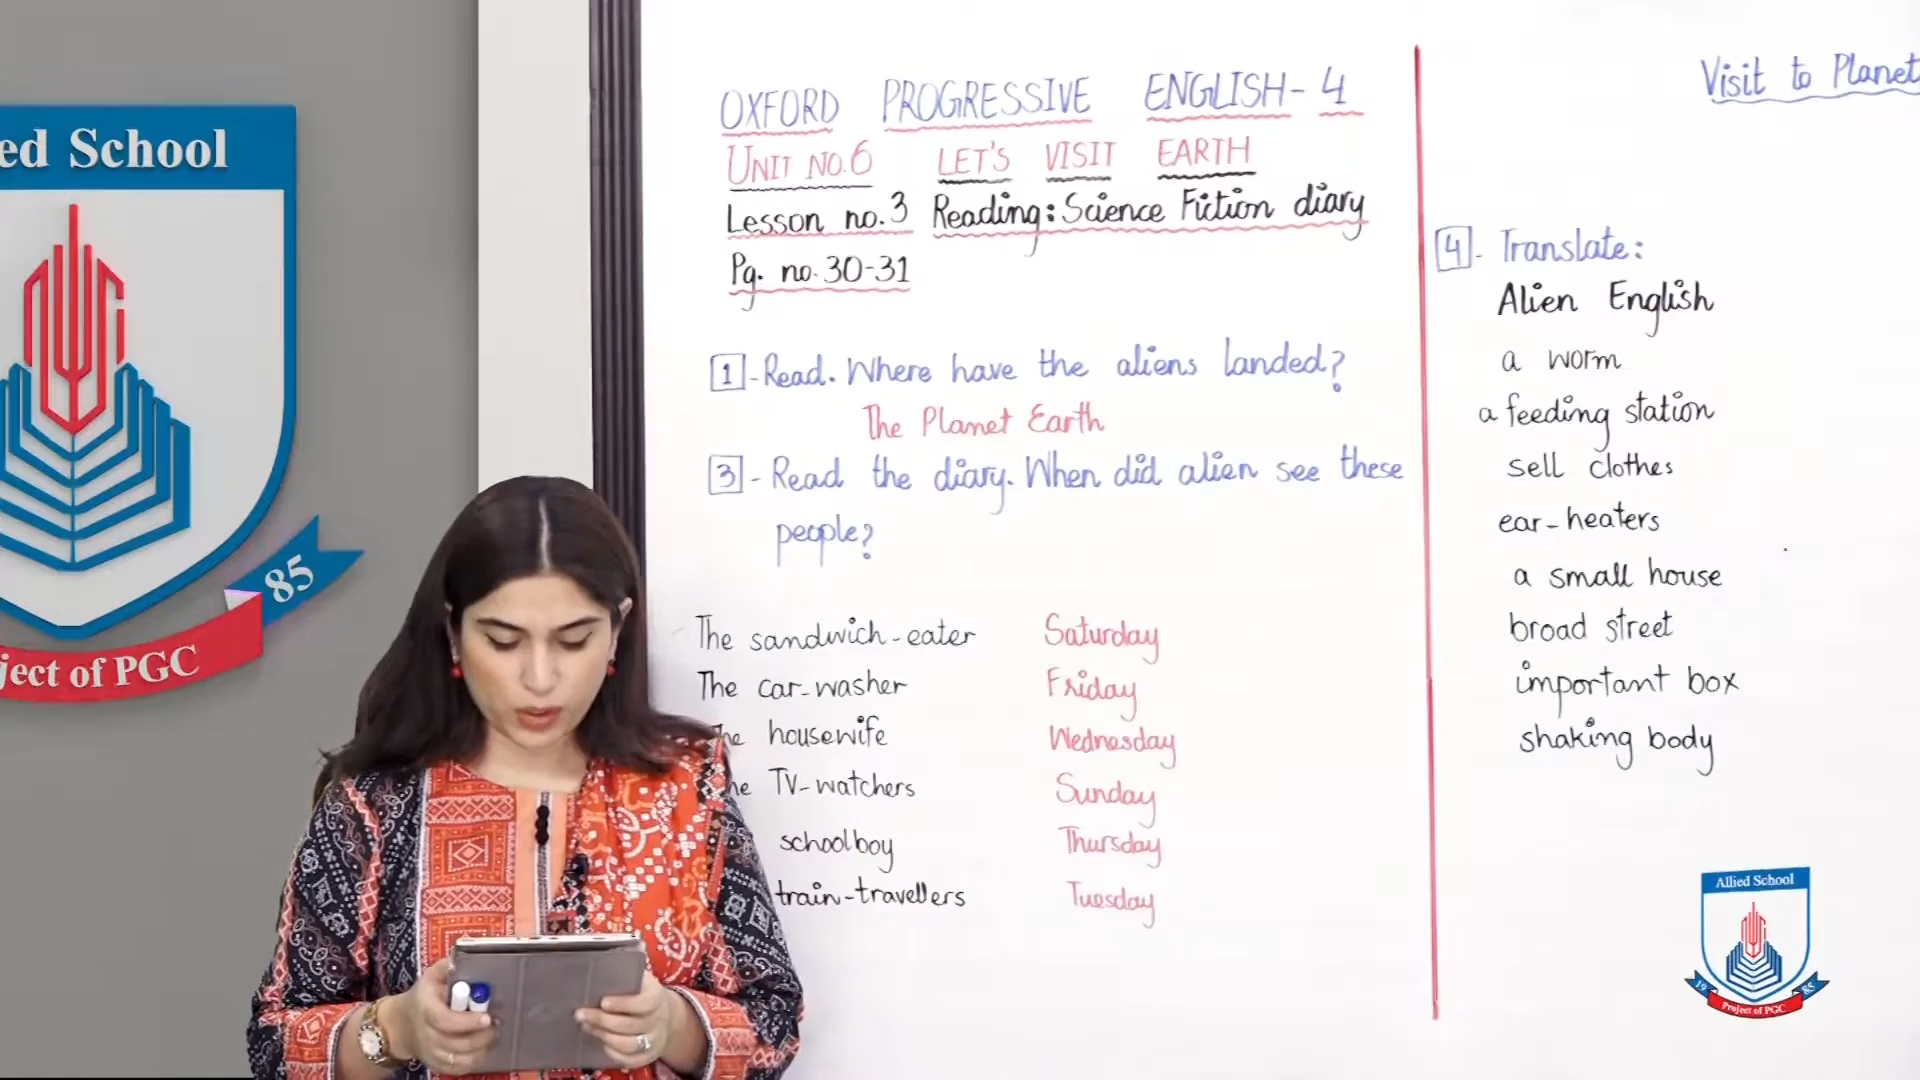 ed School
85
ject of PGC
OXFORD PROGRESSIVE ENGLISH-4
UNIT NO.6 LET'S VISIT EARTH
Lesson no.3 Reading: Science Fiction diary
Pg. no. 30-31
1 - Read. Where have the aliens landed?
The Planet Earth
3 - Read the diary. When did alien see these
people?
The sandwich-eater Saturday
The car-washer Friday
he housewife Wednesday
he TV-watchers Sunday
schoolboy Thursday
train-travellers Tuesday
Visit to Planet
4 - Translate:
Alien English
a worm
a feeding station
sell clothes
ear-heaters
a small house
broad street
important box
shaking body
Allied School
19 85
Project of PGC